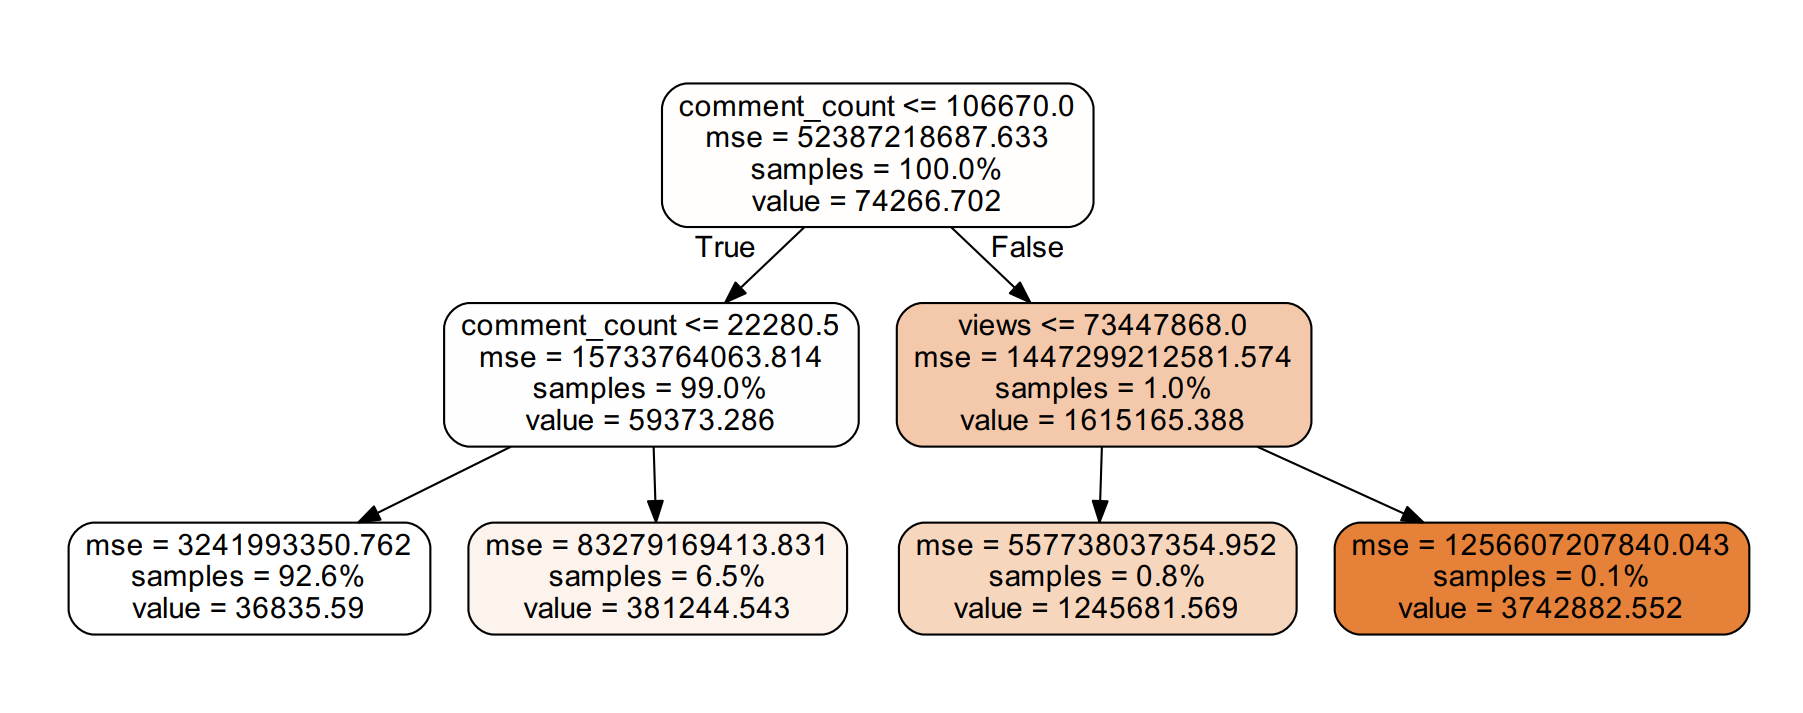 comment_count <= 106670.0
mse = 52387218687.633
samples = 100.0%
value = 74266.702
True
False
comment_count <= 22280.5
mse = 15733764063.814
samples = 99.0%
value = 59373.286
views <= 73447868.0
mse = 1447299212581.574
samples = 1.0%
value = 1615165.388
mse = 3241993350.762
samples = 92.6%
value = 36835.59
mse = 83279169413.831
samples = 6.5%
value = 381244.543
mse = 557738037354.952
samples = 0.8%
value = 1245681.569
mse = 1256607207840.043
samples = 0.1%
value = 3742882.552